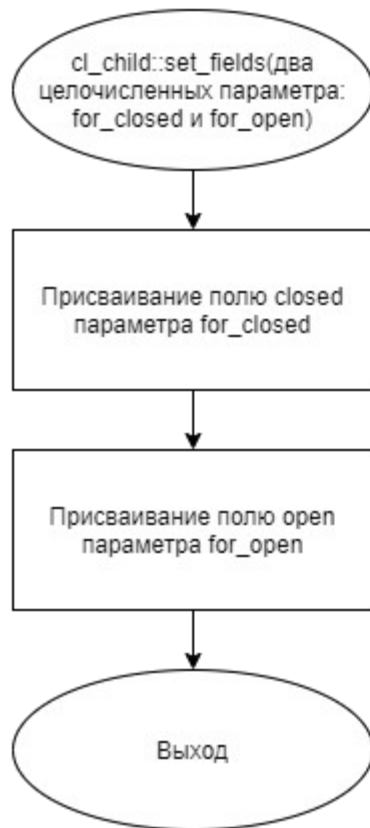 cl_child::set_fields(два
целочисленных параметра:
for_closed и for_open)
Присваивание полю closed
параметра for_closed
Присваивание полю open
параметра for_open
Выход